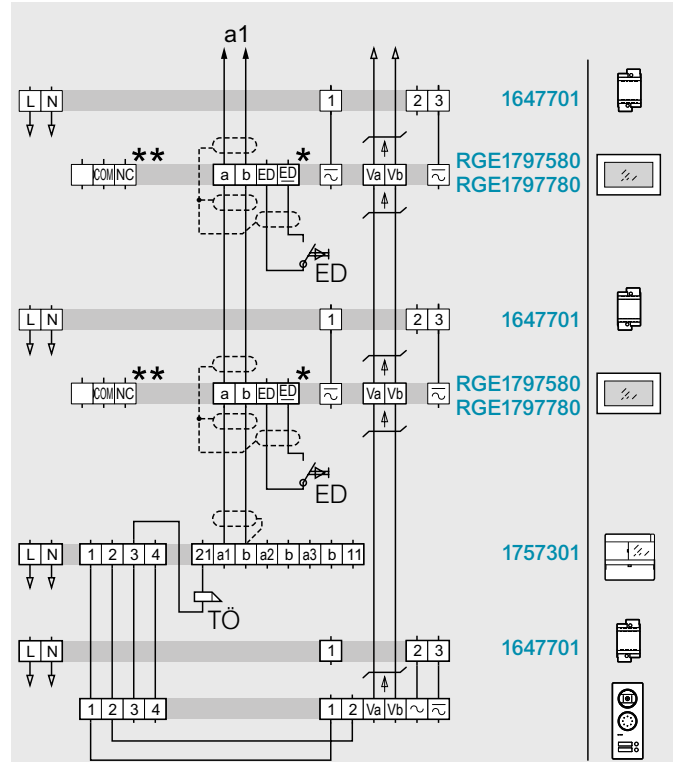 a1
L N 1 2 3 1647701
COM NC ** a b ED ED * Va Vb RGE1797580
RGE1797780
ED
L N 1 2 3 1647701
COM NC ** a b ED ED * Va Vb RGE1797580
RGE1797780
ED
L N 1 2 3 4 21 a1 b a2 b a3 b 11 1757301
TÖ
L N 1 2 3 1647701
1 2 3 4 1 2 Va Vb